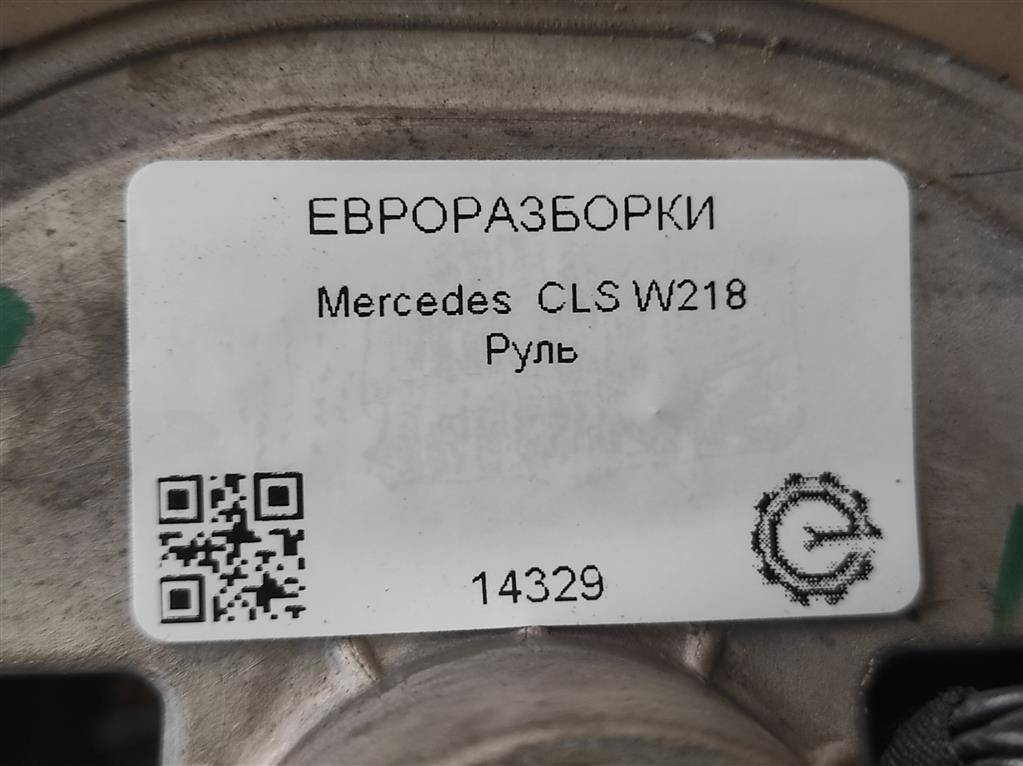 ЕВРОРАЗБОРКИ
Mercedes CLS W218
Руль
14329